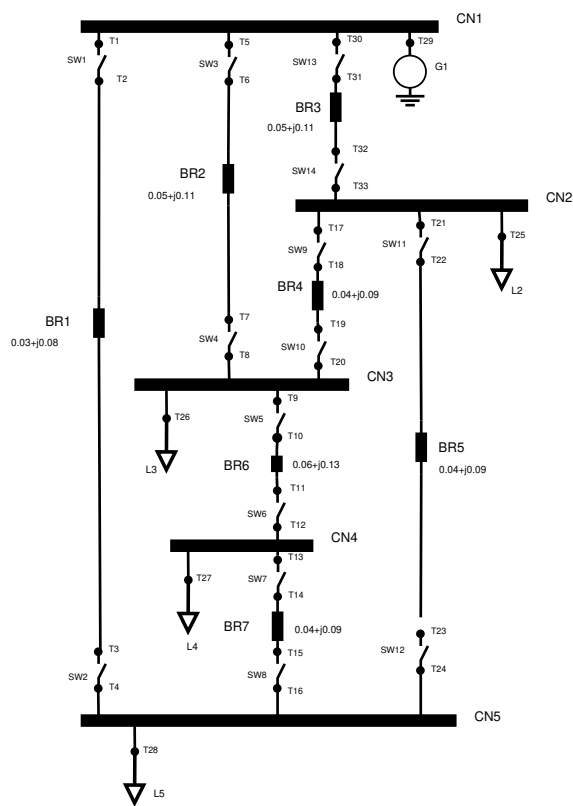 CN1
T1
T5
T30
T29
SW1
SW3
SW13
G1
T2
T6
T31
BR3
0.05+j0.11
T32
SW14
BR2
0.05+j0.11
T33
CN2
T17
T21
T25
SW9
SW11
T18
T22
BR4
0.04+j0.09
L2
BR1
0.03+j0.08
T7
T19
SW4
SW10
T8
T20
CN3
T9
T26
SW5
T10
BR5
0.04+j0.09
L3
BR6
0.06+j0.13
T11
SW6
T12
CN4
T13
T27
SW7
T14
BR7
0.04+j0.09
L4
T23
T3
T15
SW12
SW2
SW8
T24
T4
T16
CN5
T28
L5